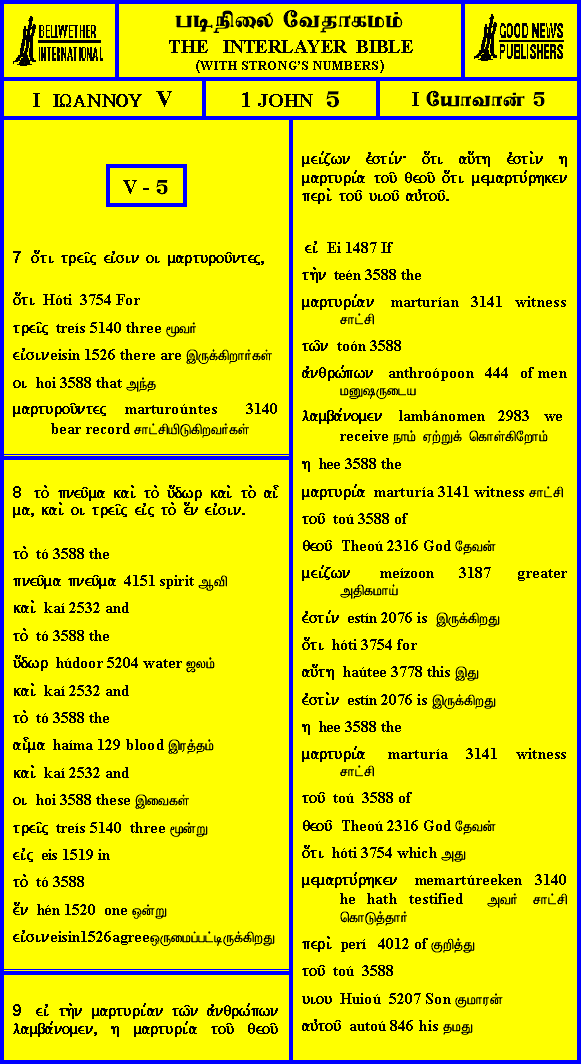 BELLWETHER
INTERNATIONAL
படிநிலை வேதாகமம்
THE INTERLAYER BIBLE
(WITH STRONG'S NUMBERS)
GOOD NEWS
PUBLISHERS
I ΙΩΑΝΝΟΥ V
1 JOHN 5
I யோவான் 5
V - 5
7 ὅτι τρεῖς εἰσιν οι μαρτυροῦντες,
ὅτι Hóti 3754 For
τρεῖς treís 5140 three மூவர்
εἰσιν eisin 1526 there are இருக்கிறார்கள்
οι hoi 3588 that அந்த
μαρτυροῦντες marturoúntes 3140
bear record சாட்சியிடுகிறவர்கள்
8 τὸ πνεῦμα καὶ τὸ ὕδωρ καὶ τὸ αἷ
μα, καὶ οι τρεῖς εἰς τὸ ἕν εἰσιν.
τὸ tó 3588 the
πνεῦμα πνεῦμα 4151 spirit ஆவி
καὶ kaí 2532 and
τὸ tó 3588 the
ὕδωρ húdoor 5204 water ஜலம்
καὶ kaí 2532 and
τὸ tó 3588 the
αἷμα haíma 129 blood இரத்தம்
καὶ kaí 2532 and
οι hoi 3588 these இவைகள்
τρεῖς treís 5140 three மூன்று
εἰς eis 1519 in
τὸ tó 3588
ἕν hén 1520 one ஒன்று
εἰσιν eisin1526agreeஒருமைப்பட்டிருக்கிறது
9 εἰ τὴν μαρτυρίαν τῶν ἀνθρώπων
λαμβάνομεν, η μαρτυρία τοῦ θεοῦ
μείζων ἐστίν· ὅτι αὕτη ἐστὶν η
μαρτυρία τοῦ θεοῦ ὅτι μεμαρτύρηκεν
περὶ τοῦ υιοῦ αὐτοῦ.
εἰ Ei 1487 If
τὴν teén 3588 the
μαρτυρίαν marturían 3141 witness
சாட்சி
τῶν toón 3588
ἀνθρώπων anthroópoon 444 of men
மனுஷருடைய
λαμβάνομεν lambánomen 2983 we
receive நாம் ஏற்றுக் கொள்கிறோம்
η hee 3588 the
μαρτυρία marturía 3141 witness சாட்சி
τοῦ toú 3588 of
θεοῦ Theoú 2316 God தேவன்
μείζων meízoon 3187 greater
அதிகமாய்
ἐστίν estín 2076 is இருக்கிறது
ὅτι hóti 3754 for
αὕτη haútee 3778 this இது
ἐστὶν estín 2076 is இருக்கிறது
η hee 3588 the
μαρτυρία marturía 3141 witness
சாட்சி
τοῦ toú 3588 of
θεοῦ Theoú 2316 God தேவன்
ὅτι hóti 3754 which அது
μεμαρτύρηκεν memartúreeken 3140
he hath testified அவர் சாட்சி
கொடுத்தார்
περὶ perí 4012 of குறித்து
τοῦ toú 3588
υιου Huioú 5207 Son குமாரன்
αὐτοῦ autoú 846 his தமது